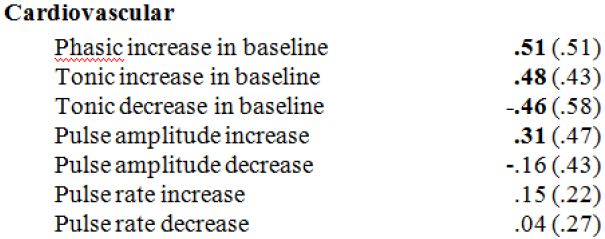 Cardiovascular
Phasic increase in baseline .51 (.51)
Tonic increase in baseline .48 (.43)
Tonic decrease in baseline -.46 (.58)
Pulse amplitude increase .31 (.47)
Pulse amplitude decrease -.16 (.43)
Pulse rate increase .15 (.22)
Pulse rate decrease .04 (.27)